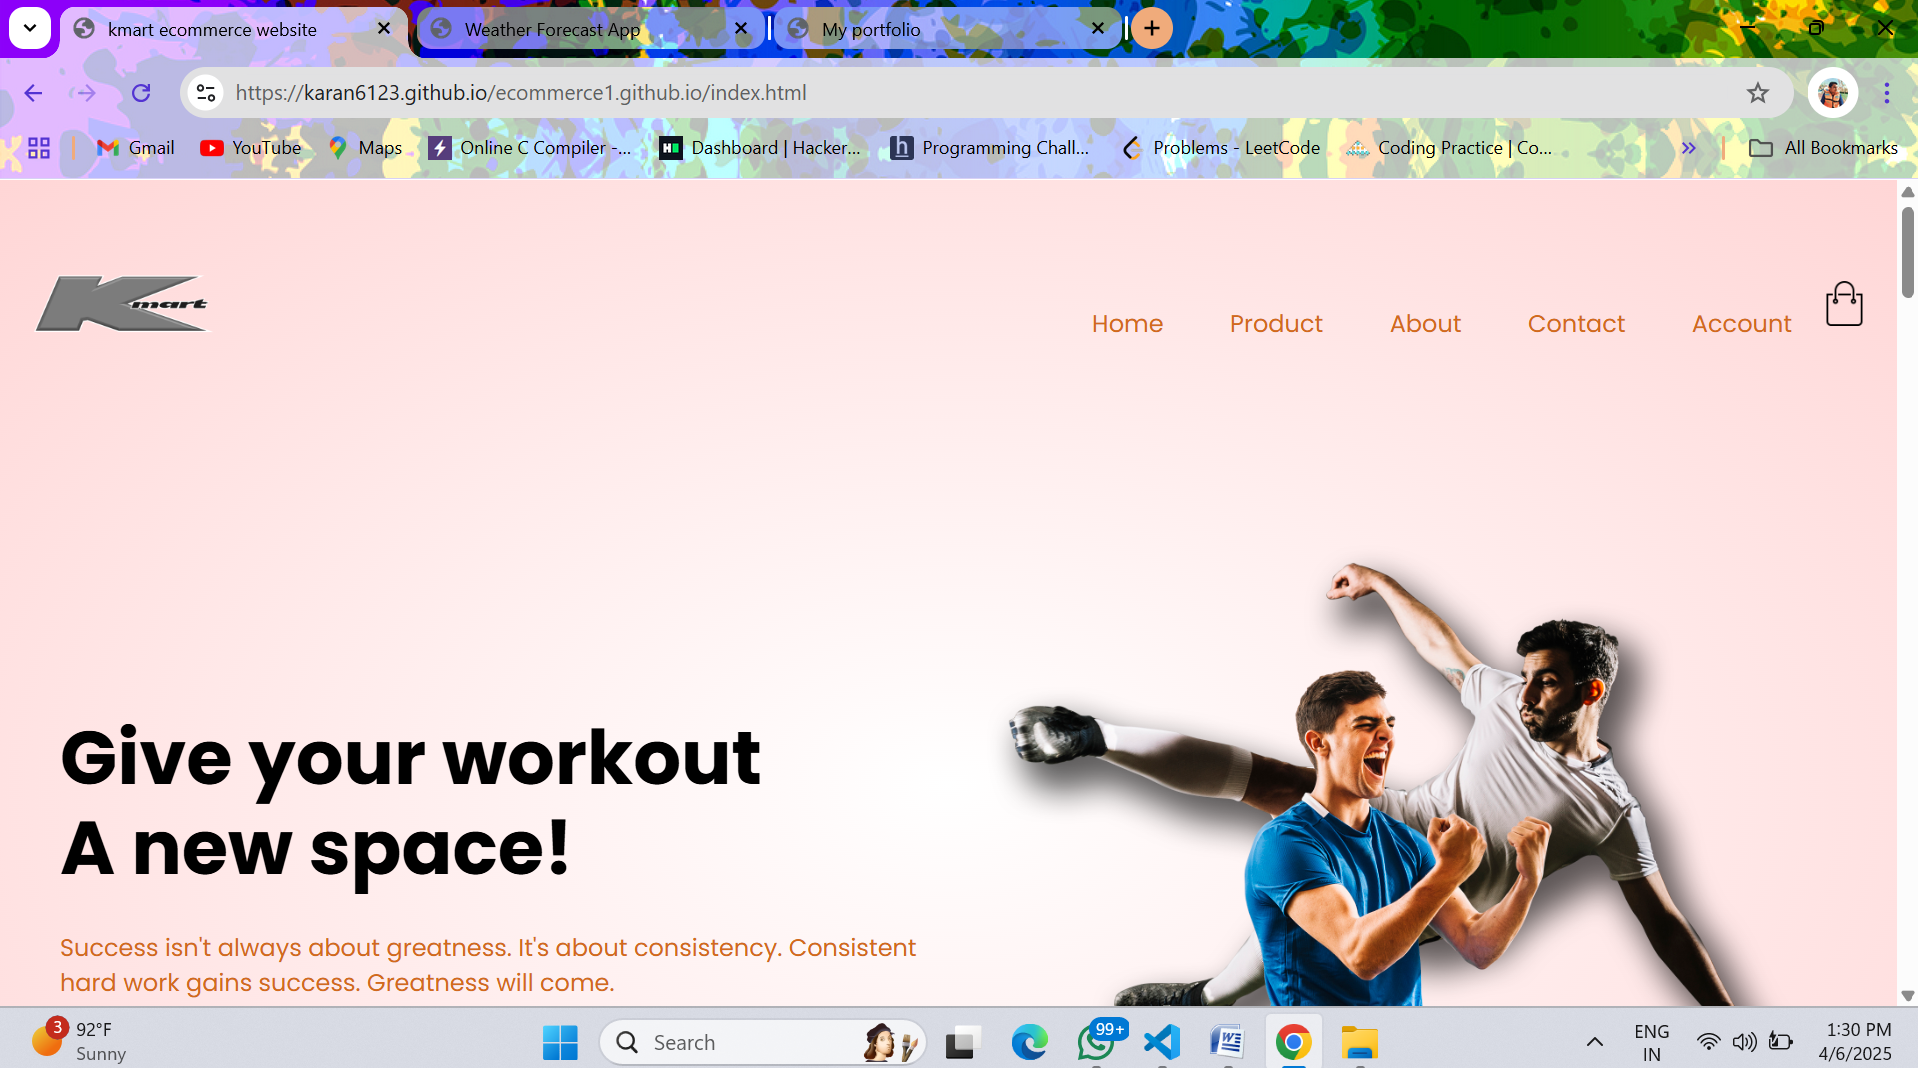 kmart ecommerce website
Weather Forecast App
My portfolio
https://karan6123.github.io/ecommerce1.github.io/index.html
Gmail
YouTube
Maps
Online C Compiler -...
Dashboard | Hacker...
Programming Chall...
Problems - LeetCode
Coding Practice | Co...
All Bookmarks
Kmart
Home
Product
About
Contact
Account
Give your workout
A new space!
Success isn't always about greatness. It's about consistency. Consistent
hard work gains success. Greatness will come.
3
92°F
Sunny
Search
99+
ENG
IN
1:30 PM
4/6/2025